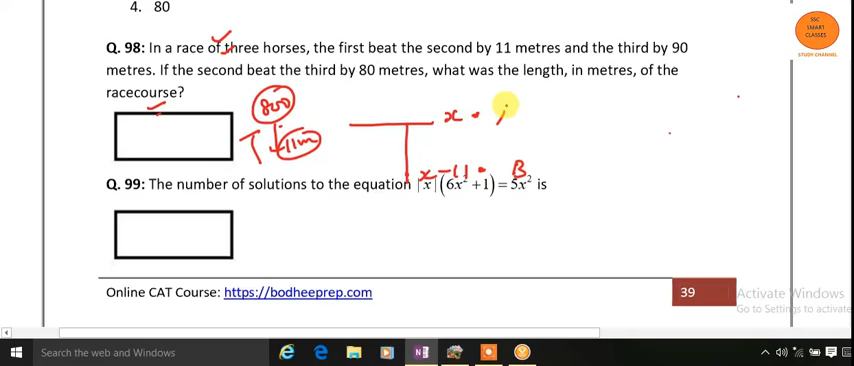 4. 80
SSC
SMART
CLASSES
STUDY CHANNEL
Q. 98: In a race of three horses, the first beat the second by 11 metres and the third by 90
metres. If the second beat the third by 80 metres, what was the length, in metres, of the
racecourse?
800
11m
x
x-11 B
Q. 99: The number of solutions to the equation |x|(6x²+1)=5x² is
Online CAT Course: https://bodheeprep.com
39
Activate Windows
Go to Settings to activate
Search the web and Windows